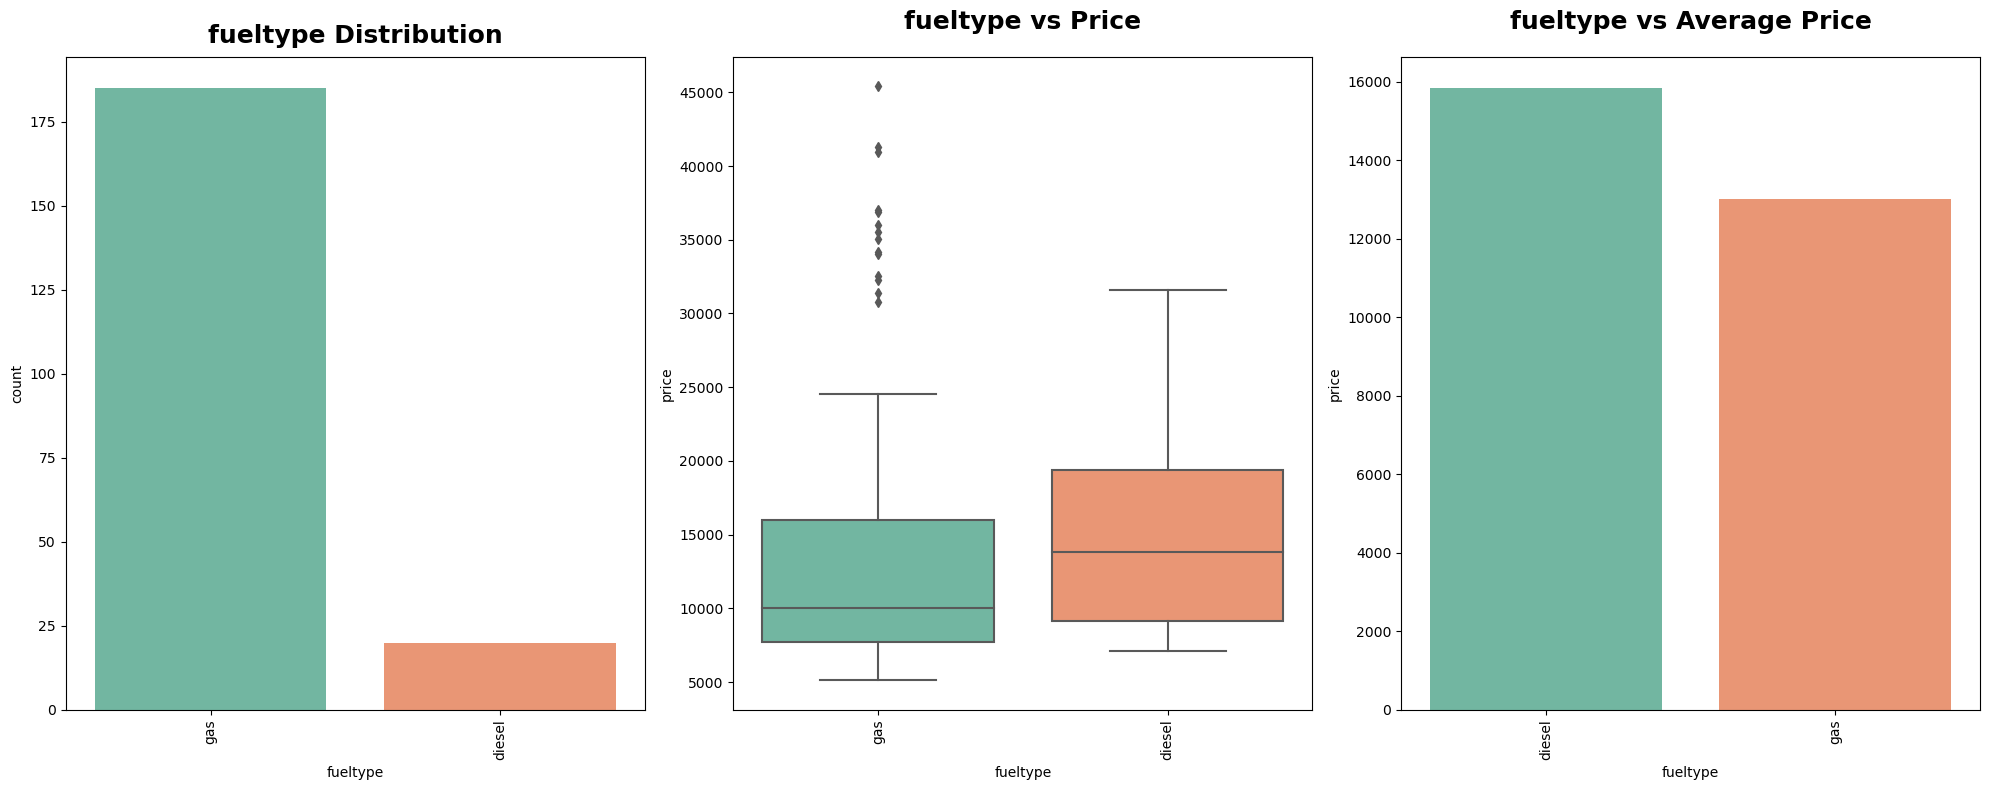 fueltype Distribution
count
175
150
125
100
75
50
25
0
gas
diesel
fueltype
fueltype vs Price
price
45000
40000
35000
30000
25000
20000
15000
10000
5000
gas
diesel
fueltype
fueltype vs Average Price
price
16000
14000
12000
10000
8000
6000
4000
2000
0
diesel
gas
fueltype